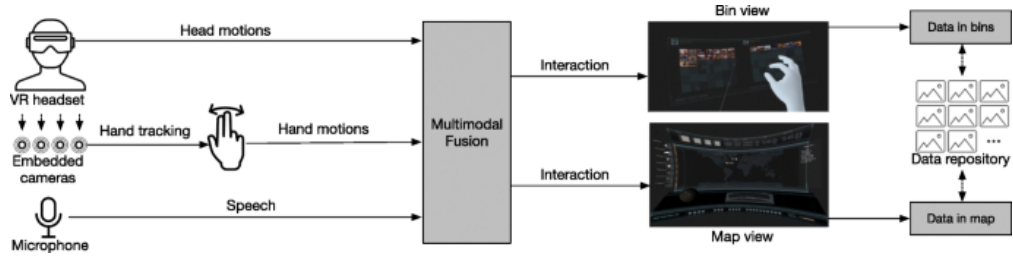 Bin view
Head motions
Data in bins
VR headset
Interaction
Hand tracking
Hand motions
Multimodal
Fusion
Embedded
cameras
Data repository
Interaction
Speech
Data in map
Microphone
Map view